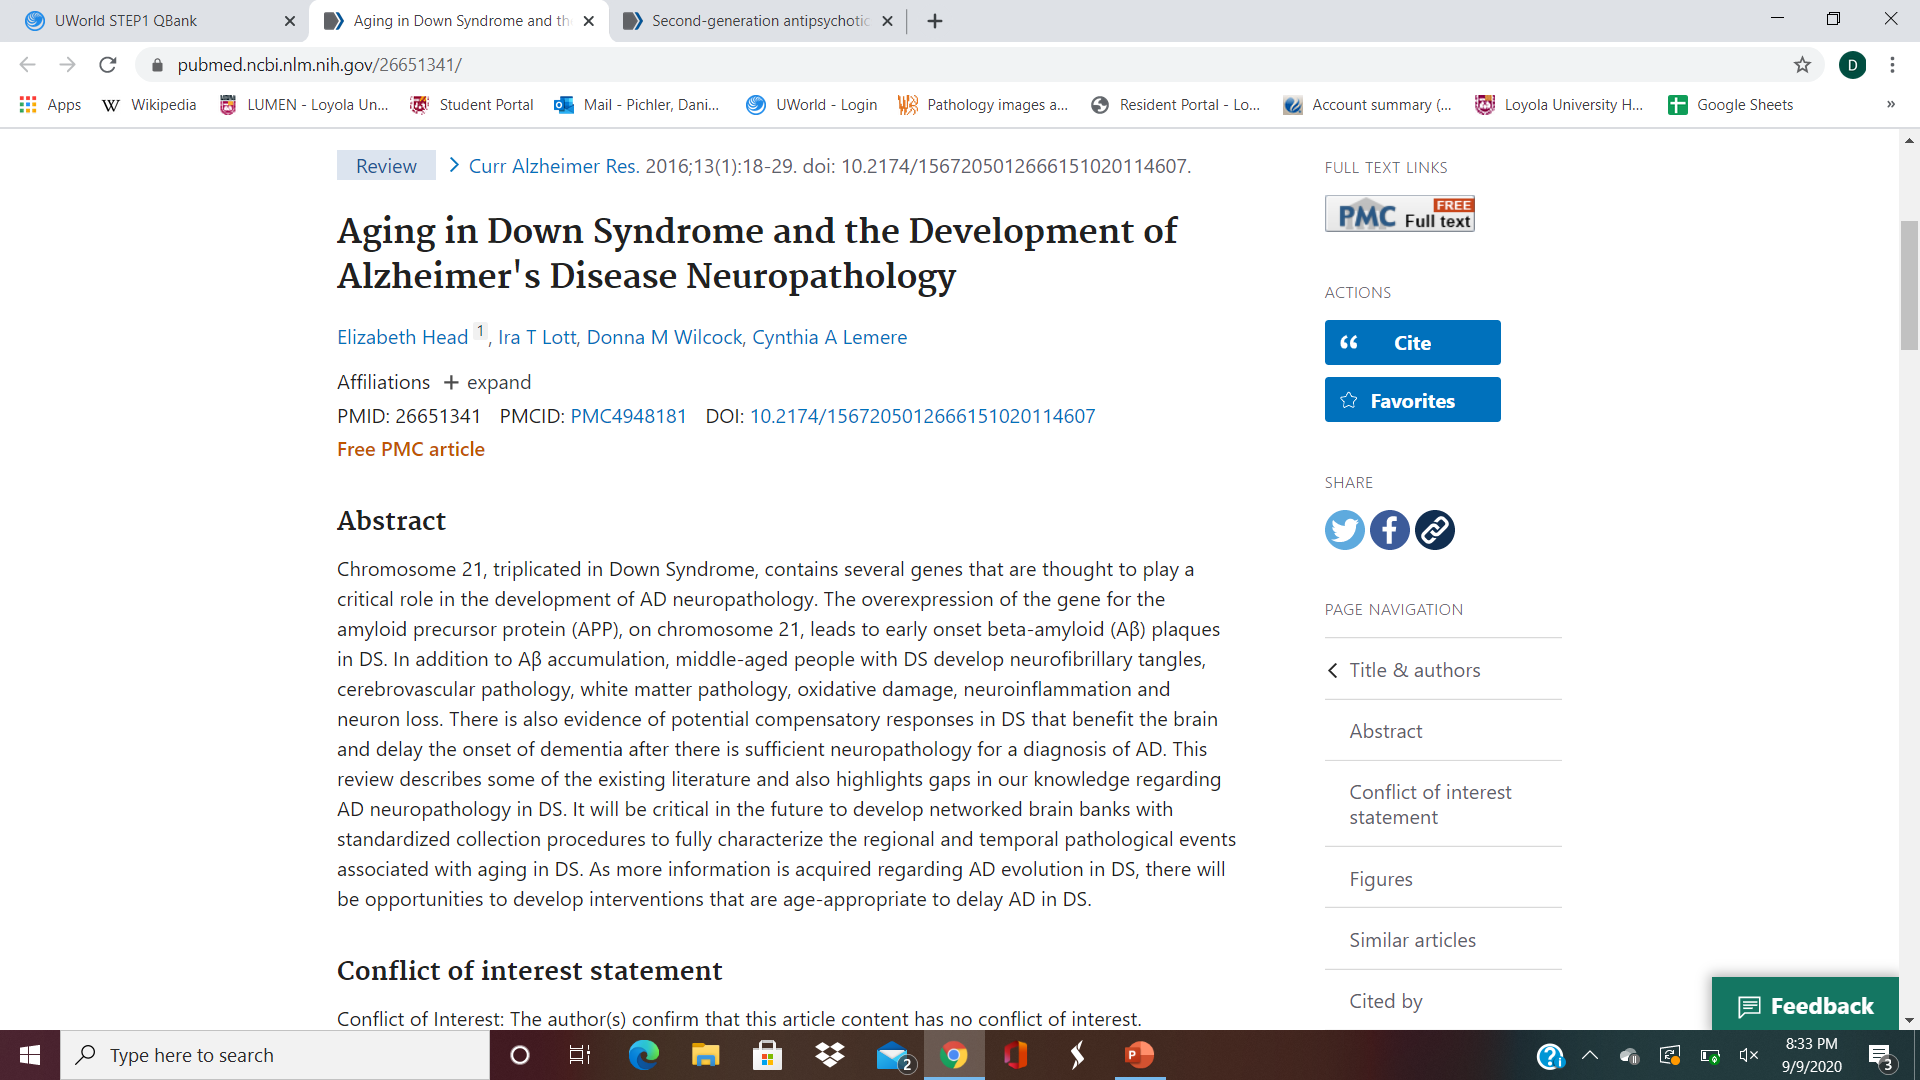 UWorld STEP1 QBank
Aging in Down Syndrome and th
Second-generation antipsychotic
pubmed.ncbi.nlm.nih.gov/26651341/
D
Apps
W Wikipedia
LUMEN - Loyola Un...
Student Portal
Mail - Pichler, Dani...
UWorld - Login
Pathology images a...
Resident Portal - Lo...
Account summary (...
Loyola University H...
Google Sheets
»
Review > Curr Alzheimer Res. 2016;13(1):18-29. doi: 10.2174/1567205012666151020114607.
Aging in Down Syndrome and the Development of
Alzheimer's Disease Neuropathology
Elizabeth Head 1, Ira T Lott, Donna M Wilcock, Cynthia A Lemere
Affiliations + expand
PMID: 26651341 PMCID: PMC4948181 DOI: 10.2174/1567205012666151020114607
Free PMC article
Abstract
Chromosome 21, triplicated in Down Syndrome, contains several genes that are thought to play a
critical role in the development of AD neuropathology. The overexpression of the gene for the
amyloid precursor protein (APP), on chromosome 21, leads to early onset beta-amyloid (Aβ) plaques
in DS. In addition to Aβ accumulation, middle-aged people with DS develop neurofibrillary tangles,
cerebrovascular pathology, white matter pathology, oxidative damage, neuroinflammation and
neuron loss. There is also evidence of potential compensatory responses in DS that benefit the brain
and delay the onset of dementia after there is sufficient neuropathology for a diagnosis of AD. This
review describes some of the existing literature and also highlights gaps in our knowledge regarding
AD neuropathology in DS. It will be critical in the future to develop networked brain banks with
standardized collection procedures to fully characterize the regional and temporal pathological events
associated with aging in DS. As more information is acquired regarding AD evolution in DS, there will
be opportunities to develop interventions that are age-appropriate to delay AD in DS.
Conflict of interest statement
Conflict of Interest: The author(s) confirm that this article content has no conflict of interest.
FULL TEXT LINKS
PMC FREE
Full text
ACTIONS
Cite
Favorites
SHARE
PAGE NAVIGATION
Title & authors
Abstract
Conflict of interest
statement
Figures
Similar articles
Cited by
Feedback
Type here to search
2
P
8:33 PM
9/9/2020
3